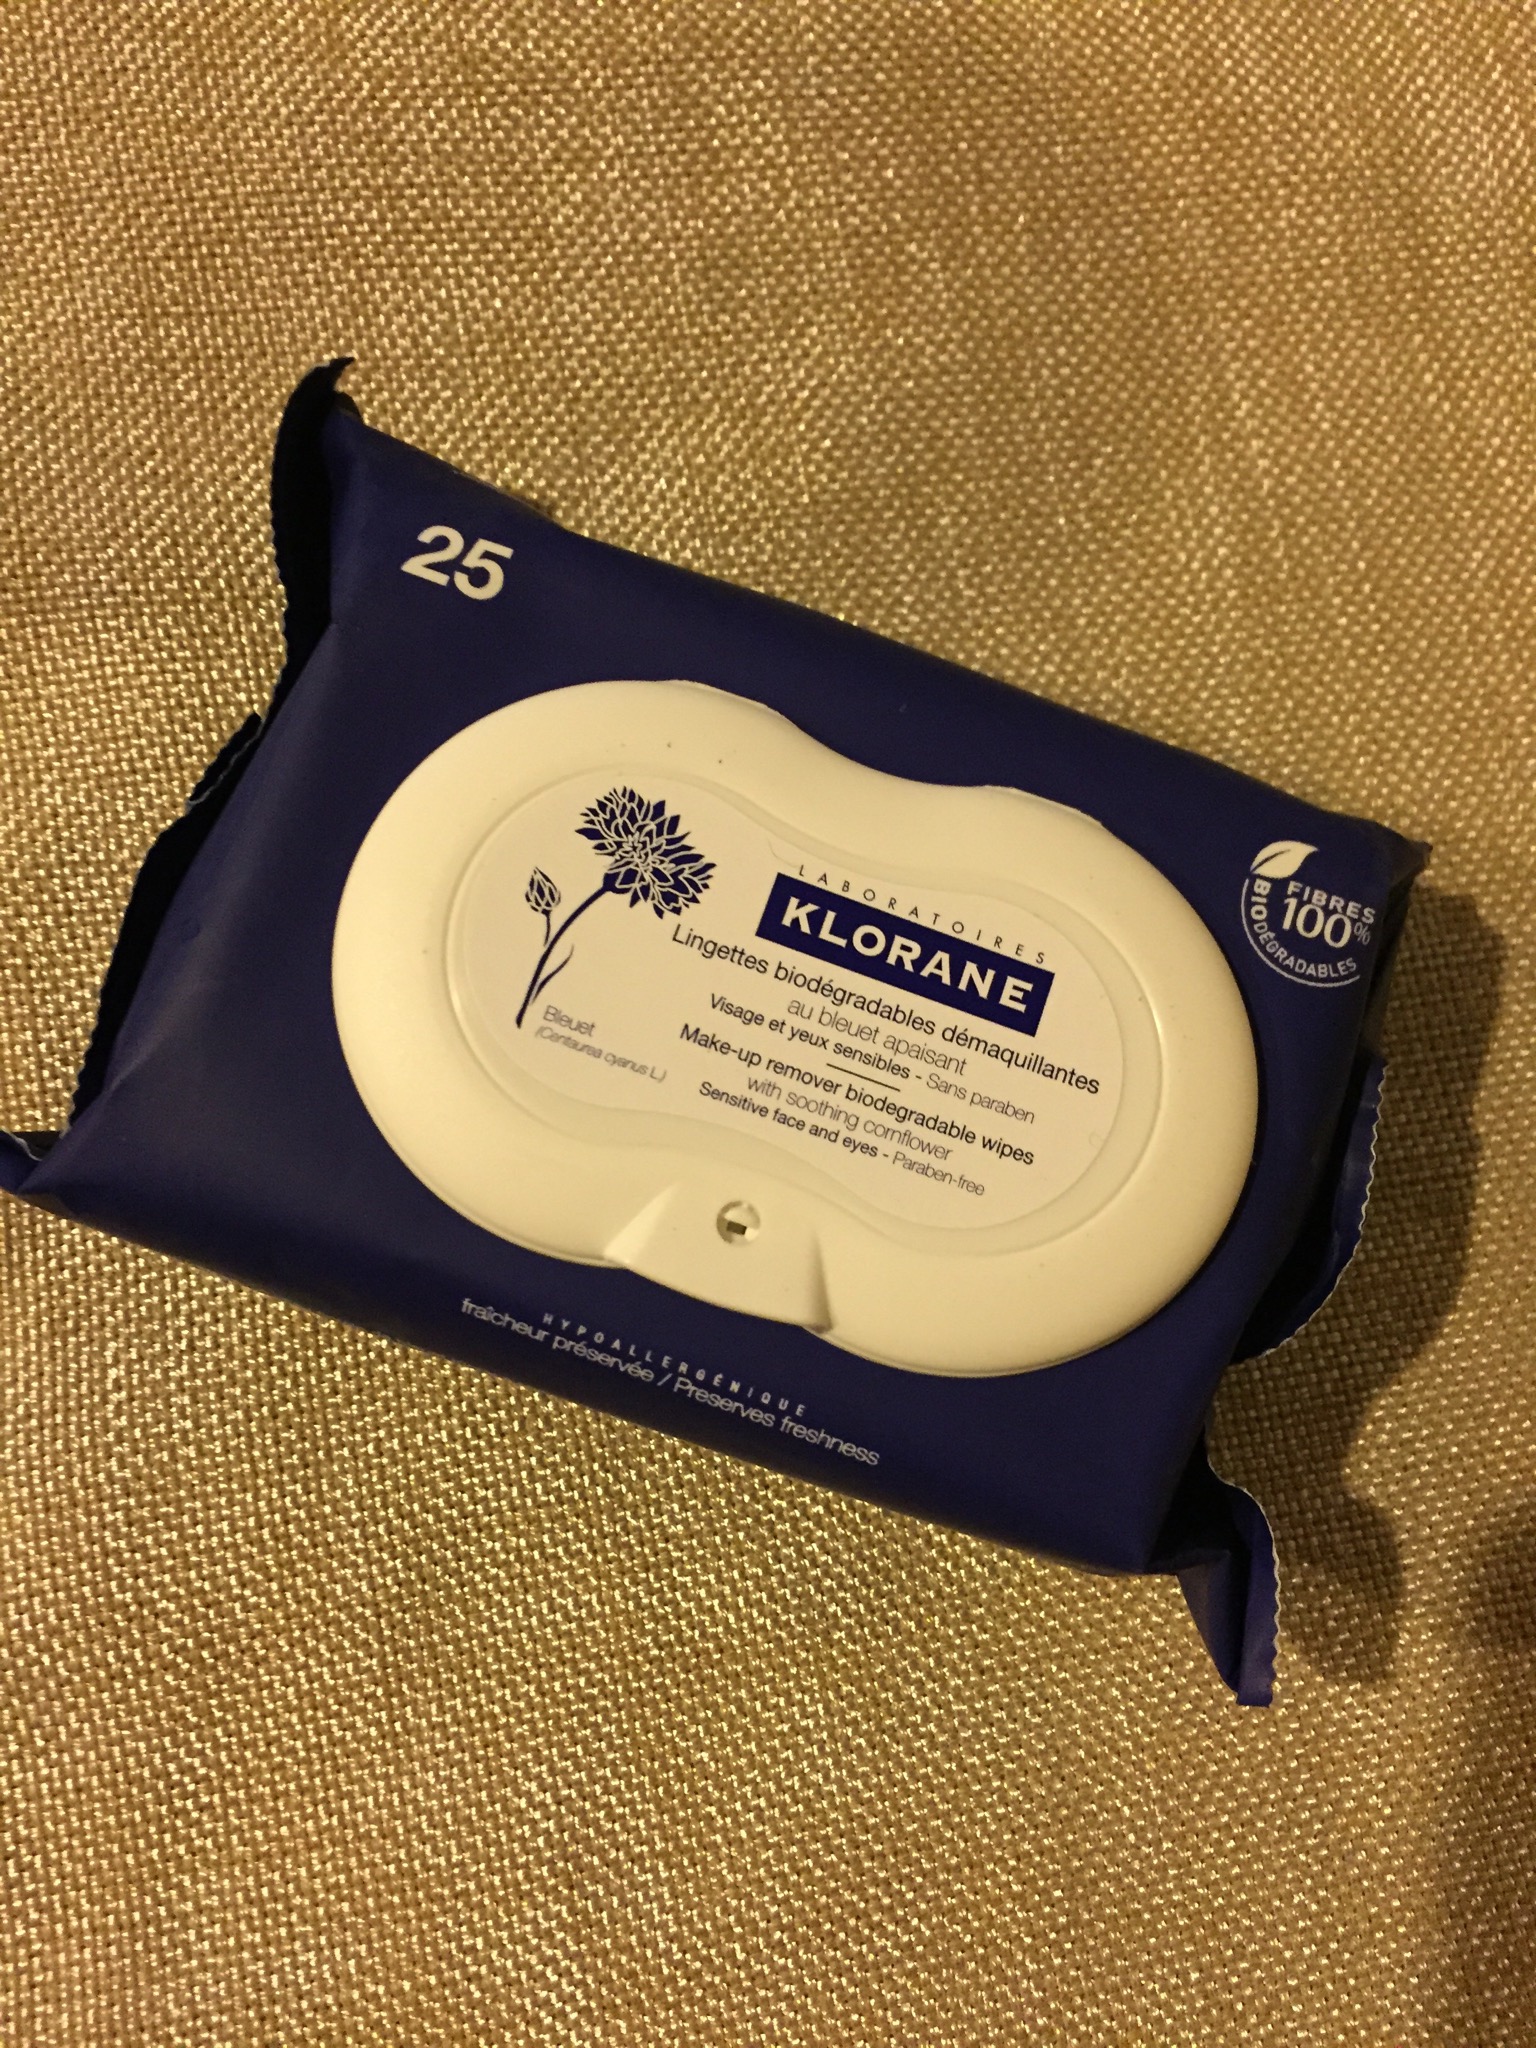 25
FIBRES
100%
BIODÉGRADABLES
LABORATOIRES
KLORANE
Lingettes biodégradables démaquillantes
au bleuet apaisant
Visage et yeux sensibles - Sans paraben
Make-up remover biodegradable wipes
with soothing cornflower
Sensitive face and eyes - Paraben-free
Bleuet
(Centaurea cyanus L.)
HYPOALLERGÉNIQUE
fraîcheur préservée / Preserves freshness